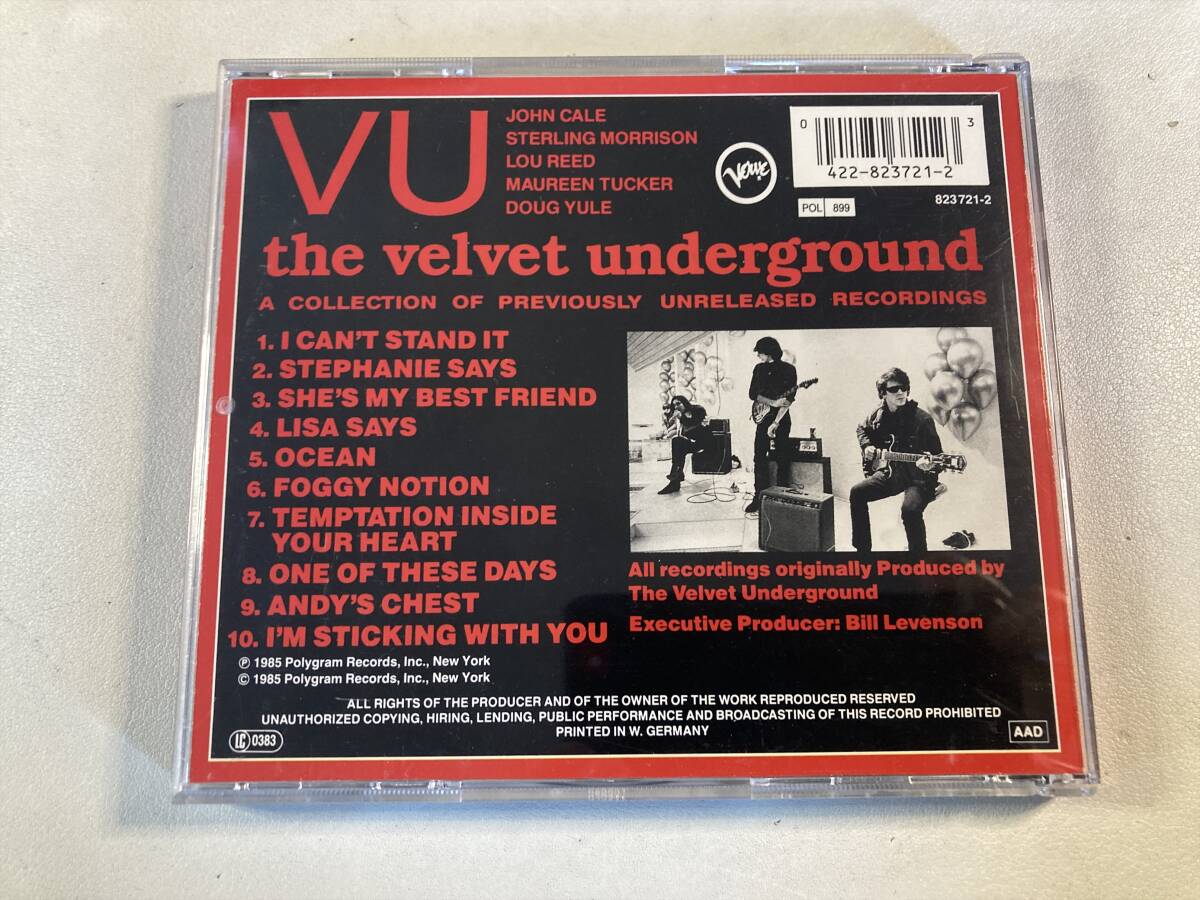 VU
JOHN CALE
STERLING MORRISON
LOU REED
MAUREEN TUCKER
DOUG YULE
Verve
0 3
422-823721-2
POL 899
823 721-2
the velvet underground
A COLLECTION OF PREVIOUSLY UNRELEASED RECORDINGS
1. I CAN'T STAND IT
2. STEPHANIE SAYS
3. SHE'S MY BEST FRIEND
4. LISA SAYS
5. OCEAN
6. FOGGY NOTION
7. TEMPTATION INSIDE
YOUR HEART
8. ONE OF THESE DAYS
9. ANDY'S CHEST
10. I'M STICKING WITH YOU
All recordings originally Produced by
The Velvet Underground
Executive Producer: Bill Levenson
℗ 1985 Polygram Records, Inc., New York
© 1985 Polygram Records, Inc., New York
ALL RIGHTS OF THE PRODUCER AND OF THE OWNER OF THE WORK REPRODUCED RESERVED
UNAUTHORIZED COPYING, HIRING, LENDING, PUBLIC PERFORMANCE AND BROADCASTING OF THIS RECORD PROHIBITED
PRINTED IN W. GERMANY
LC 0383
AAD